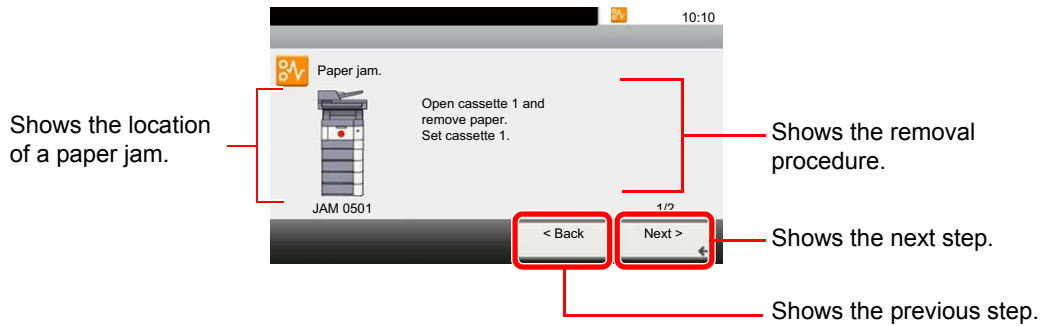 10:10
Paper jam.
Shows the location
of a paper jam.
Open cassette 1 and
remove paper.
Set cassette 1.
Shows the removal
procedure.
JAM 0501
1/2
< Back
Next >
Shows the next step.
Shows the previous step.